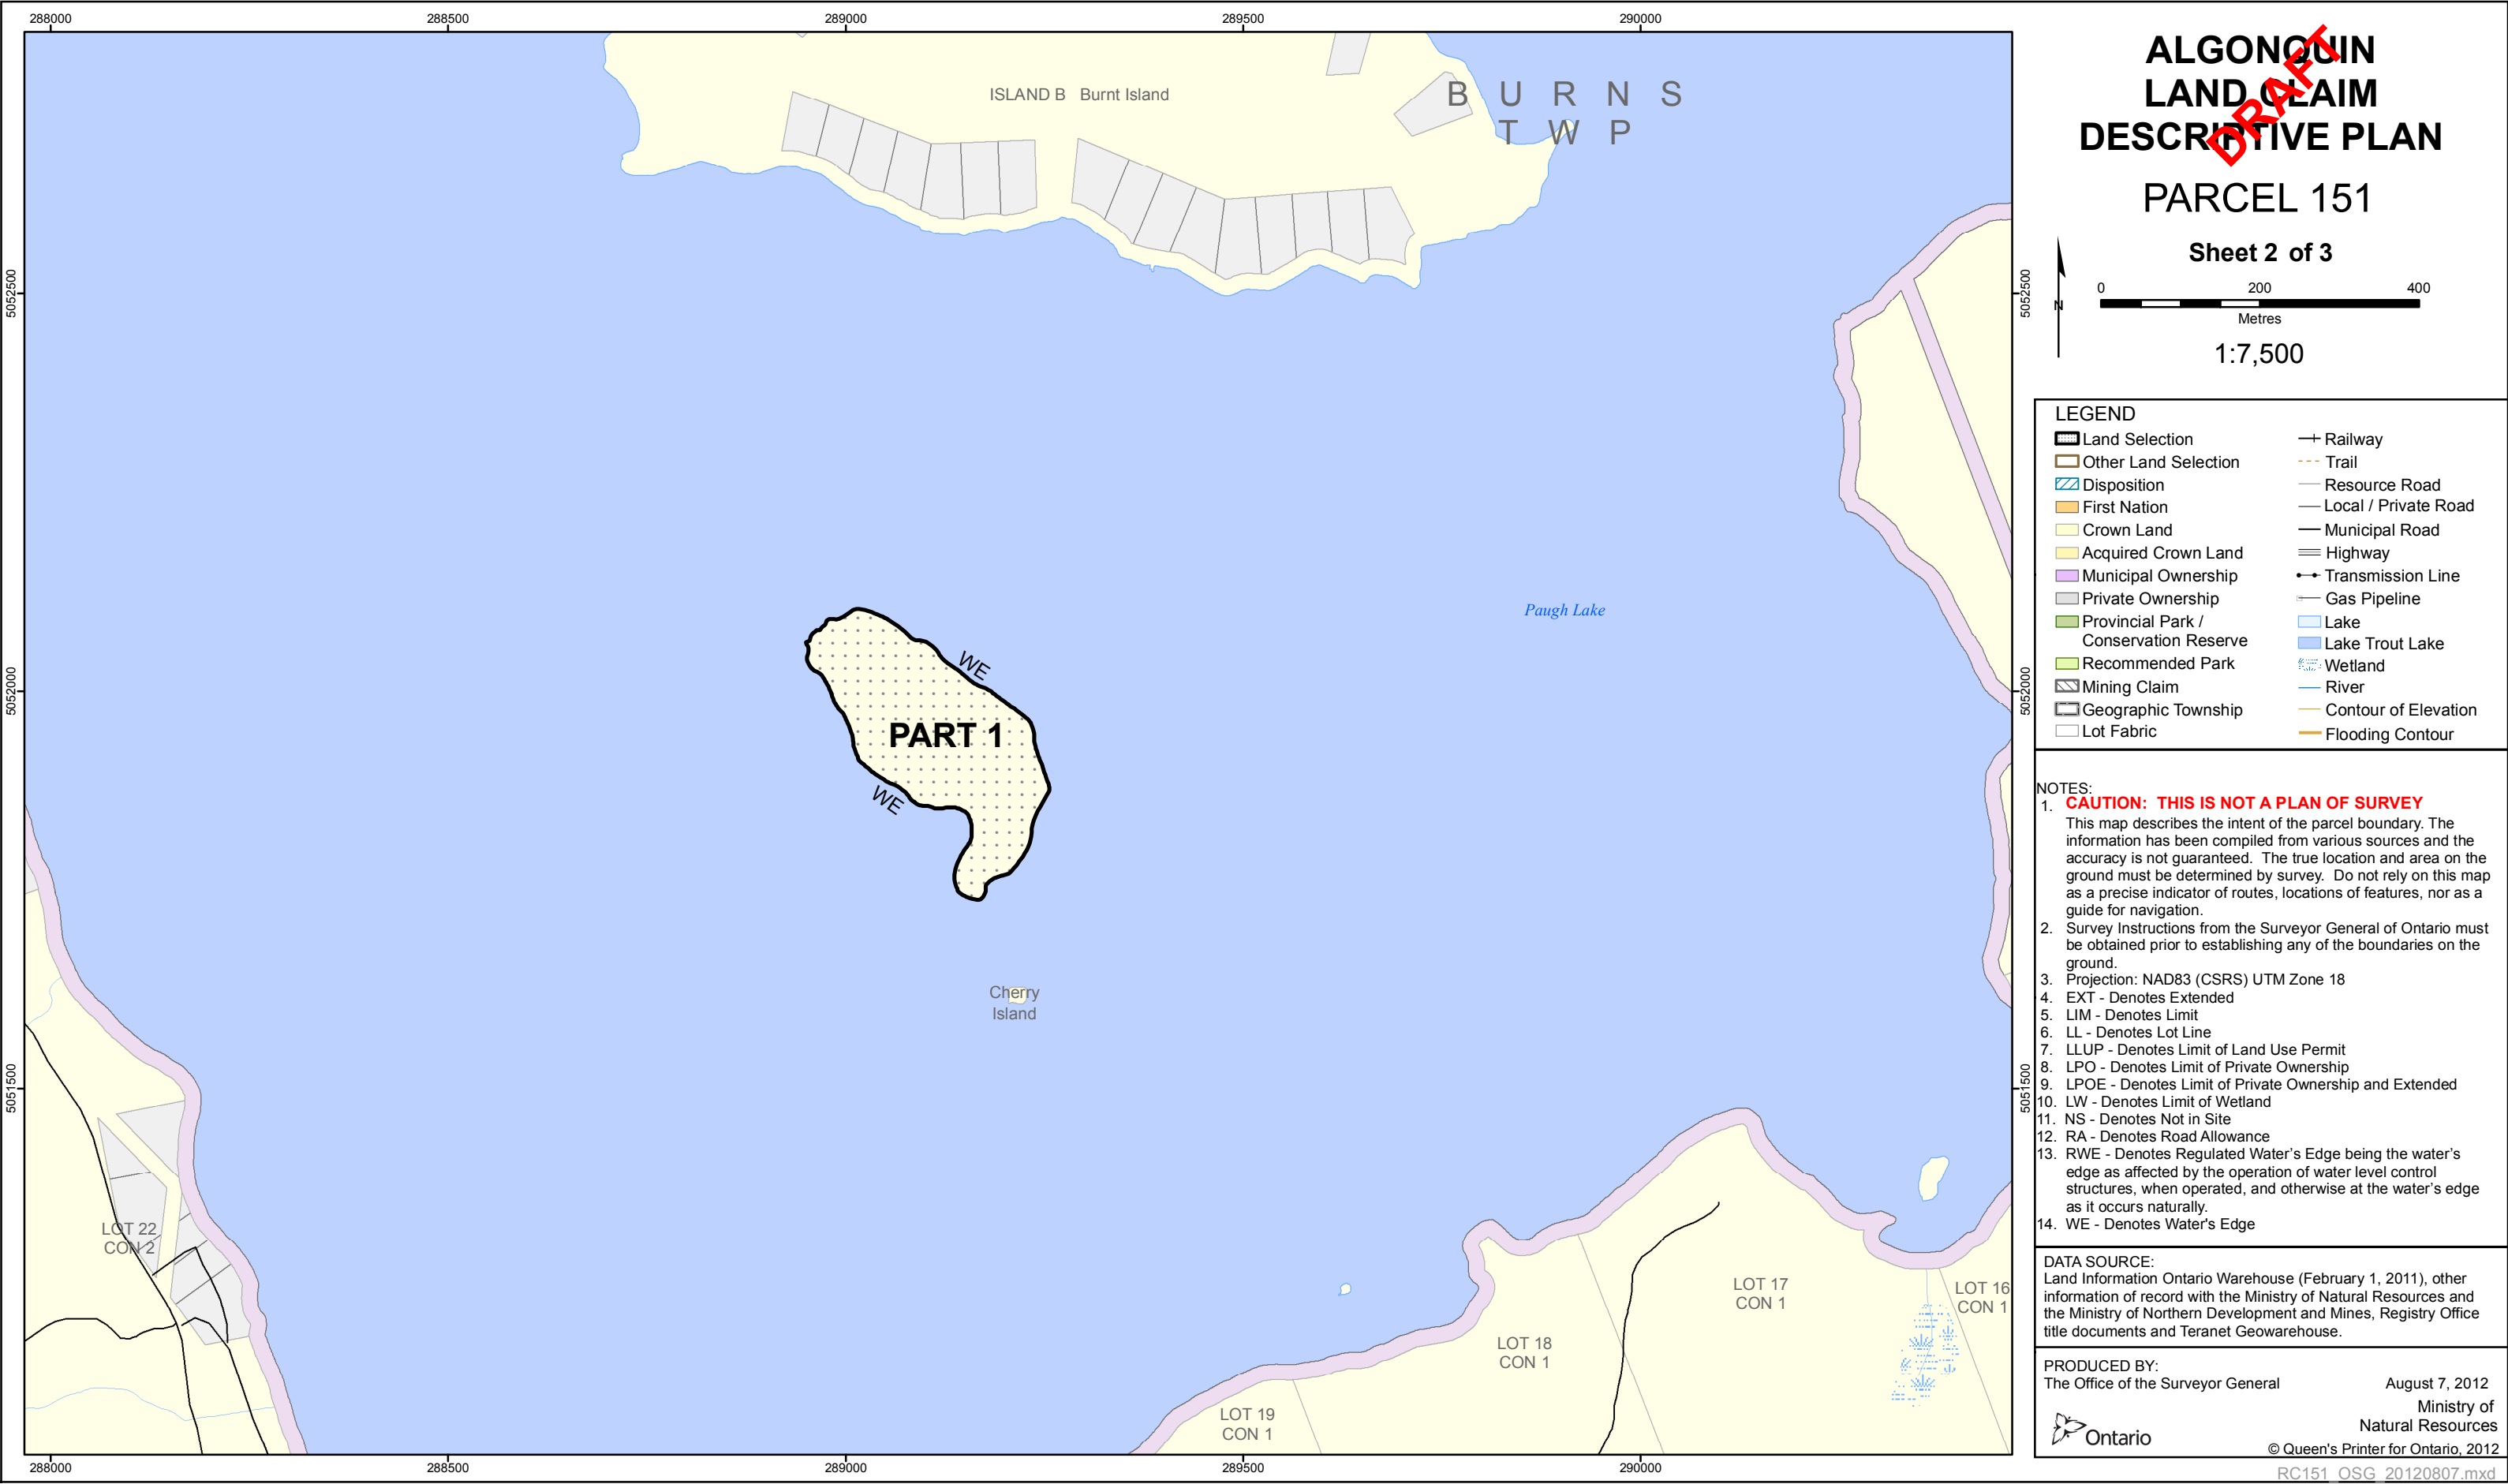 288000
288500
289000
289500
290000
5052500
5052000
5051500
ISLAND B Burnt Island
BURNS
TWP
Paugh Lake
WE
PART 1
WE
Cherry
Island
LOT 22
CON 2
LOT 17
CON 1
LOT 16
CON 1
LOT 18
CON 1
LOT 19
CON 1
5052500
5052000
5051500
288000
288500
289000
289500
290000
ALGONQUIN
LAND CLAIM
DESCRIPTIVE PLAN
DRAFT
PARCEL 151
Sheet 2 of 3
N
0 200 400
Metres
1:7,500
LEGEND
Land Selection
Other Land Selection
Disposition
First Nation
Crown Land
Acquired Crown Land
Municipal Ownership
Private Ownership
Provincial Park /
Conservation Reserve
Recommended Park
Mining Claim
Geographic Township
Lot Fabric
Railway
Trail
Resource Road
Local / Private Road
Municipal Road
Highway
Transmission Line
Gas Pipeline
Lake
Lake Trout Lake
Wetland
River
Contour of Elevation
Flooding Contour
NOTES:
1. CAUTION: THIS IS NOT A PLAN OF SURVEY
This map describes the intent of the parcel boundary. The
information has been compiled from various sources and the
accuracy is not guaranteed. The true location and area on the
ground must be determined by survey. Do not rely on this map
as a precise indicator of routes, locations of features, nor as a
guide for navigation.
2. Survey Instructions from the Surveyor General of Ontario must
be obtained prior to establishing any of the boundaries on the
ground.
3. Projection: NAD83 (CSRS) UTM Zone 18
4. EXT - Denotes Extended
5. LIM - Denotes Limit
6. LL - Denotes Lot Line
7. LLUP - Denotes Limit of Land Use Permit
8. LPO - Denotes Limit of Private Ownership
9. LPOE - Denotes Limit of Private Ownership and Extended
10. LW - Denotes Limit of Wetland
11. NS - Denotes Not in Site
12. RA - Denotes Road Allowance
13. RWE - Denotes Regulated Water's Edge being the water's
edge as affected by the operation of water level control
structures, when operated, and otherwise at the water's edge
as it occurs naturally.
14. WE - Denotes Water's Edge
DATA SOURCE:
Land Information Ontario Warehouse (February 1, 2011), other
information of record with the Ministry of Natural Resources and
the Ministry of Northern Development and Mines, Registry Office
title documents and Teranet Geowarehouse.
PRODUCED BY:
The Office of the Surveyor General August 7, 2012
Ministry of
Natural Resources
Ontario
© Queen's Printer for Ontario, 2012
RC151_OSG_20120807.mxd